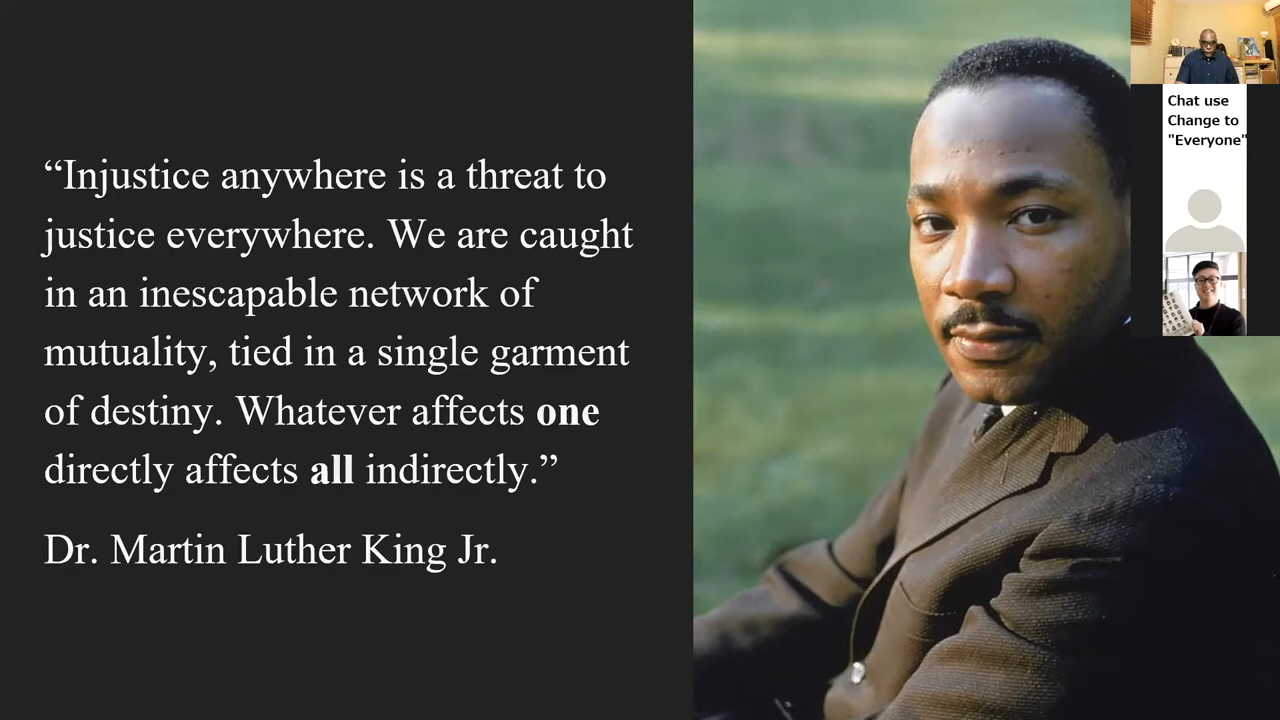 “Injustice anywhere is a threat to
justice everywhere. We are caught
in an inescapable network of
mutuality, tied in a single garment
of destiny. Whatever affects one
directly affects all indirectly.”
Dr. Martin Luther King Jr.
Chat use
Change to
"Everyone"